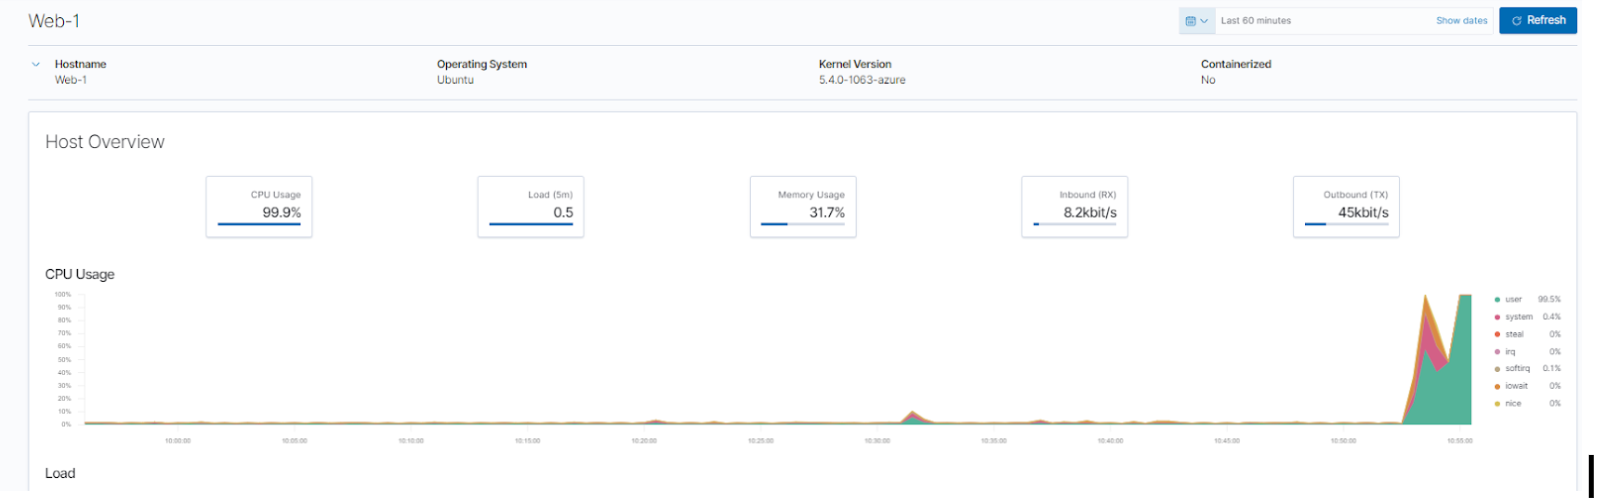 Web-1
Last 60 minutes Show dates Refresh
Hostname Operating System Kernel Version Containerized
Web-1 Ubuntu 5.4.0-1063-azure No
Host Overview
CPU Usage Load (5m) Memory Usage Inbound (RX) Outbound (TX)
99.9% 0.5 31.7% 8.2kbit/s 45kbit/s
CPU Usage
100%
90%
80%
70%
60%
50%
40%
30%
20%
10%
0%
user 99.5%
system 0.4%
steal 0%
irq 0%
softirq 0.1%
iowait 0%
nice 0%
10:00:00 10:05:00 10:10:00 10:15:00 10:20:00 10:25:00 10:30:00 10:35:00 10:40:00 10:45:00 10:50:00 10:55:00
Load